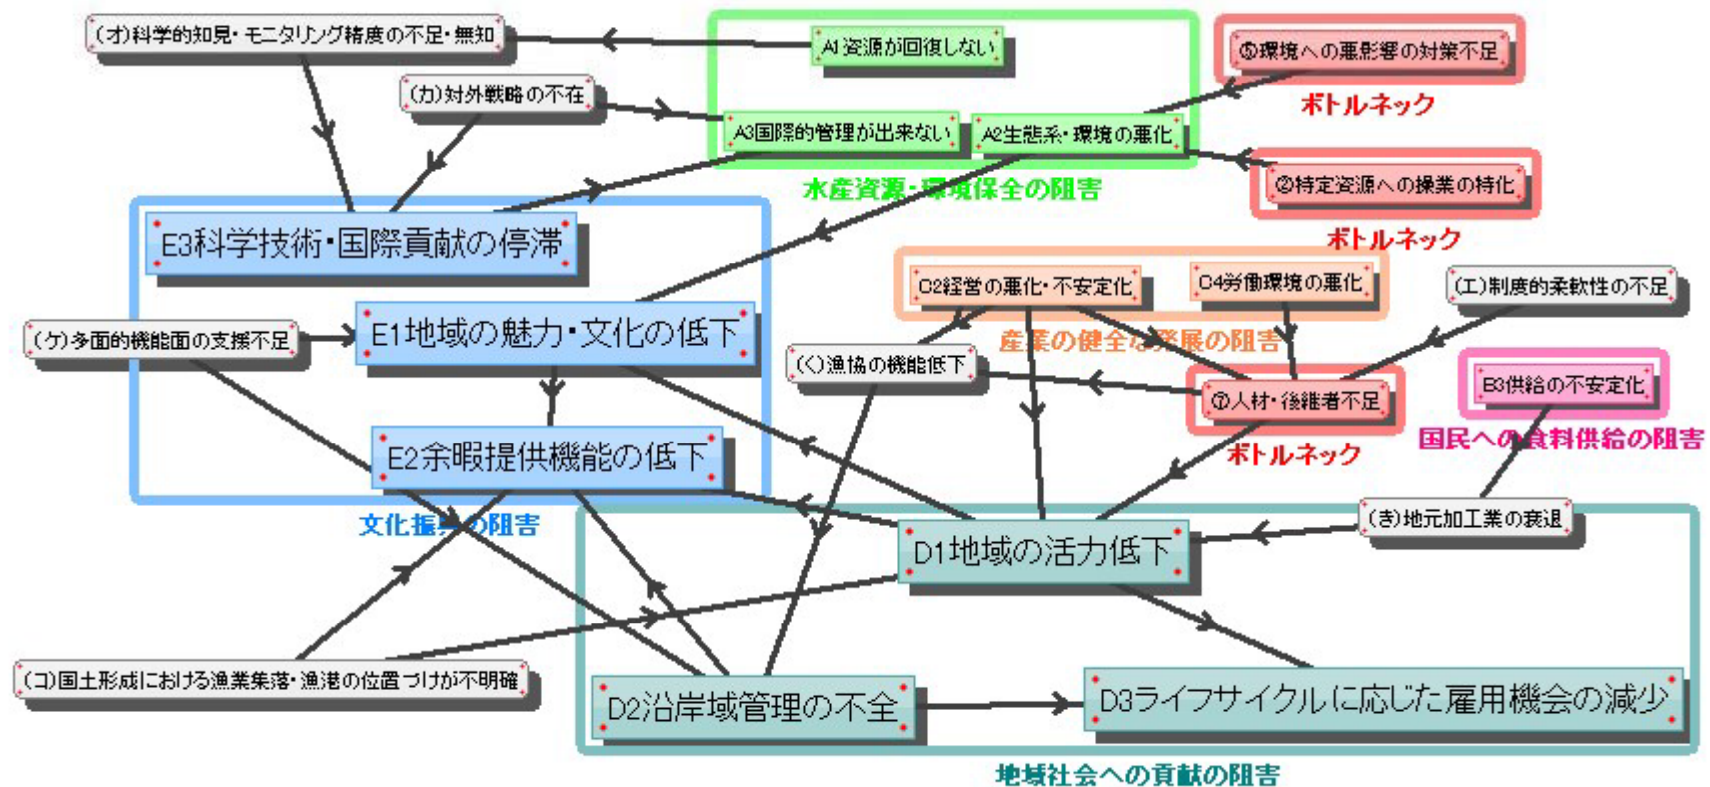 (オ)科学的知見・モニタリング精度の不足・無知
A1資源が回復しない
⑤環境への悪影響の対策不足
(カ)対外戦略の不在
ボトルネック
A3国際的管理が出来ない
A2生態系・環境の悪化
水産資源・環境保全の阻害
②特定資源への操業の特化
ボトルネック
E3科学技術・国際貢献の停滞
C2経営の悪化・不安定化
C4労働環境の悪化
(エ)制度的柔軟性の不足
(ケ)多面的機能面の支援不足
E1地域の魅力・文化の低下
産業の健全な発展の阻害
(く)漁協の機能低下
⑦人材・後継者不足
B3供給の不安定化
国民への食料供給の阻害
ボトルネック
E2余暇提供機能の低下
文化振興の阻害
(き)地元加工業の衰退
D1地域の活力低下
(コ)国土形成における漁業集落・漁港の位置づけが不明確
D2沿岸域管理の不全
D3ライフサイクルに応じた雇用機会の減少
地域社会への貢献の阻害